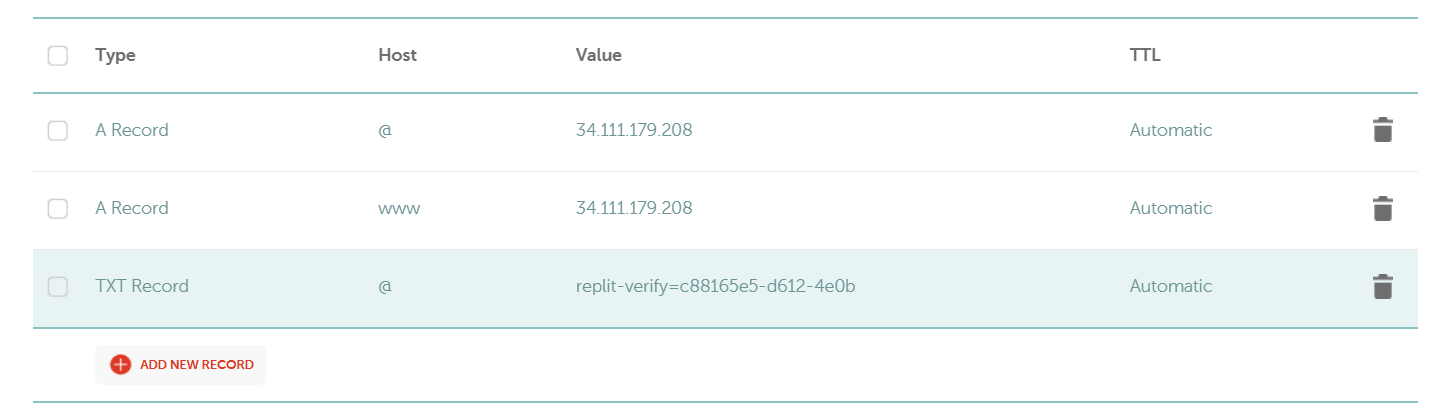 Type Host Value TTL
A Record @ 34.111.179.208 Automatic
A Record www 34.111.179.208 Automatic
TXT Record @ replit-verify=c88165e5-d612-4e0b Automatic
ADD NEW RECORD